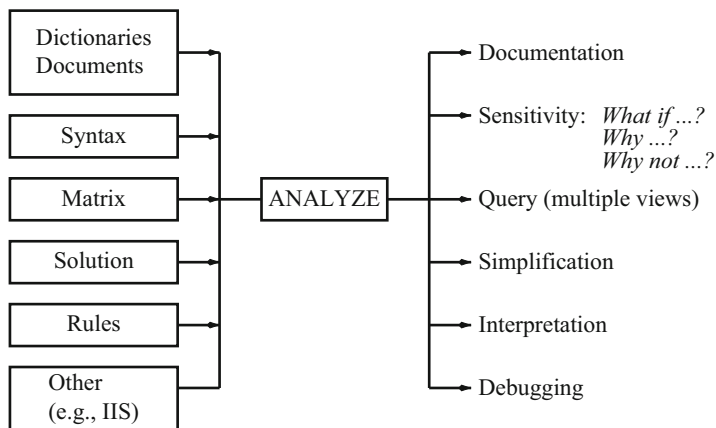 Dictionaries
Documents
Syntax
Matrix
Solution
Rules
Other
(e.g., IIS)
ANALYZE
Documentation
Sensitivity: What if ...?
Why ...?
Why not ...?
Query (multiple views)
Simplification
Interpretation
Debugging